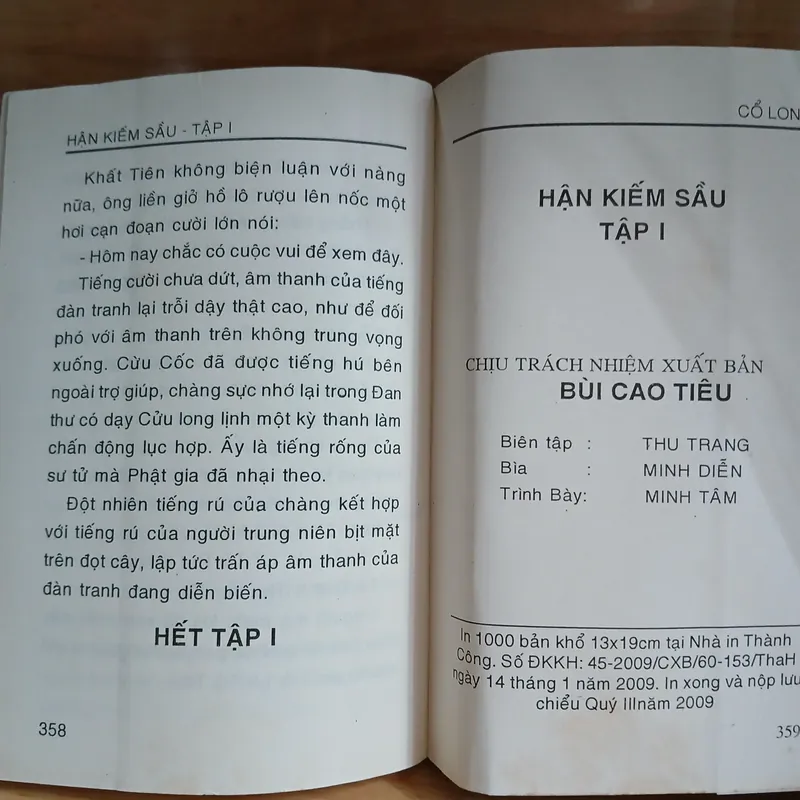 HẬN KIẾM SẦU - TẬP I
Khất Tiên không biện luận với nàng
nữa, ông liền giở hồ lô rượu lên nốc một
hơi cạn đoạn cười lớn nói:
- Hôm nay chắc có cuộc vui để xem đây.
Tiếng cười chưa dứt, âm thanh của tiếng
đàn tranh lại trỗi dậy thật cao, như để đối
phó với âm thanh trên không trung vọng
xuống. Cừu Cốc đã được tiếng hú bên
ngoài trợ giúp, chàng sực nhớ lại trong Đan
thư có dạy Cửu long lịnh một kỳ thanh làm
chấn động lục hợp. Ấy là tiếng rống của
sư tử mà Phật gia đã nhại theo.
Đột nhiên tiếng rú của chàng kết hợp
với tiếng rú của người trung niên bịt mặt
trên đọt cây, lập tức trấn áp âm thanh của
đàn tranh đang diễn biến.
HẾT TẬP I
358
CỔ LON
HẬN KIẾM SẦU
TẬP I
CHỊU TRÁCH NHIỆM XUẤT BẢN
BÙI CAO TIÊU
Biên tập : THU TRANG
Bìa : MINH DIỄN
Trình Bày: MINH TÂM
In 1000 bản khổ 13x19cm tại Nhà in Thành
Công. Số ĐKKH: 45-2009/CXB/60-153/ThaH
ngày 14 tháng 1 năm 2009. In xong và nộp lưu
chiểu Quý IIInăm 2009
359